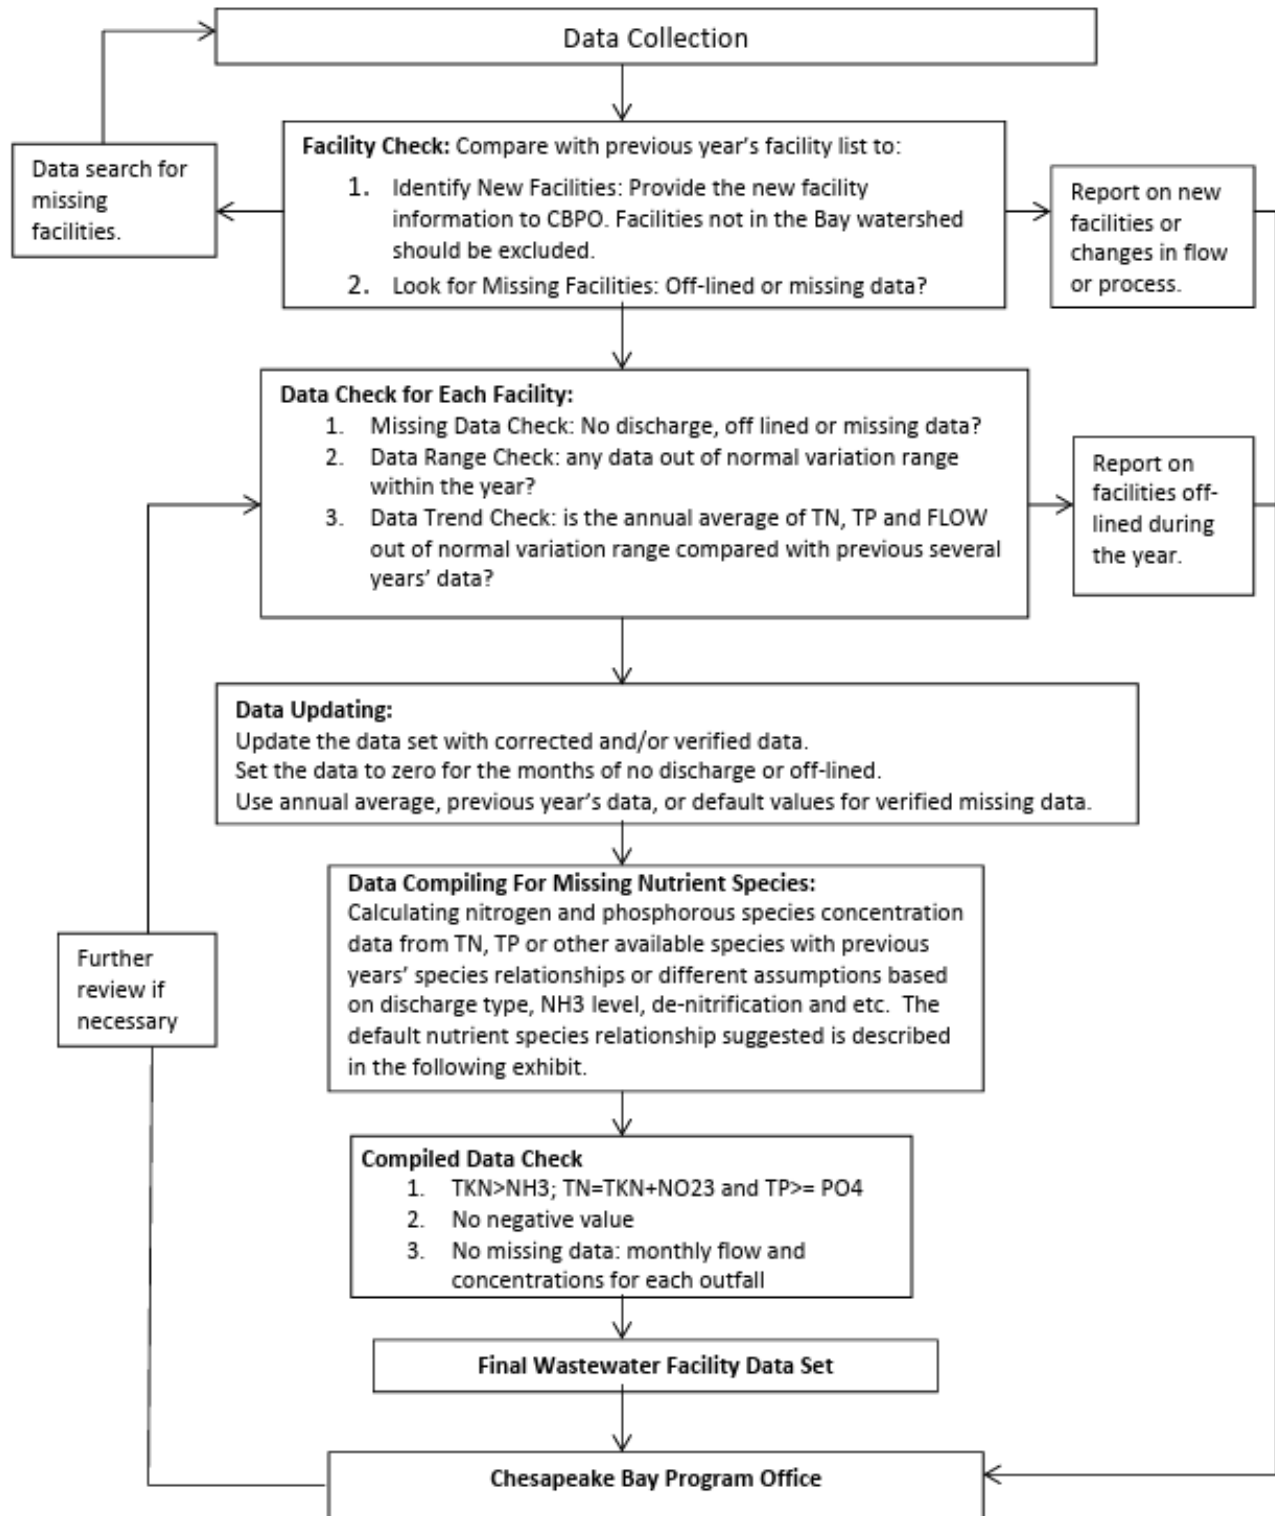 Data Collection
Facility Check: Compare with previous year's facility list to:
1. Identify New Facilities: Provide the new facility
information to CBPO. Facilities not in the Bay watershed
should be excluded.
2. Look for Missing Facilities: Off-lined or missing data?
Data search for
missing
facilities.
Report on new
facilities or
changes in flow
or process.
Data Check for Each Facility:
1. Missing Data Check: No discharge, off lined or missing data?
2. Data Range Check: any data out of normal variation range
within the year?
3. Data Trend Check: is the annual average of TN, TP and FLOW
out of normal variation range compared with previous several
years' data?
Report on
facilities off-
lined during
the year.
Data Updating:
Update the data set with corrected and/or verified data.
Set the data to zero for the months of no discharge or off-lined.
Use annual average, previous year's data, or default values for verified missing data.
Data Compiling For Missing Nutrient Species:
Calculating nitrogen and phosphorous species concentration
data from TN, TP or other available species with previous
years' species relationships or different assumptions based
on discharge type, NH3 level, de-nitrification and etc. The
default nutrient species relationship suggested is described
in the following exhibit.
Further
review if
necessary
Compiled Data Check
1. TKN>NH3; TN=TKN+NO23 and TP>= PO4
2. No negative value
3. No missing data: monthly flow and
concentrations for each outfall
Final Wastewater Facility Data Set
Chesapeake Bay Program Office